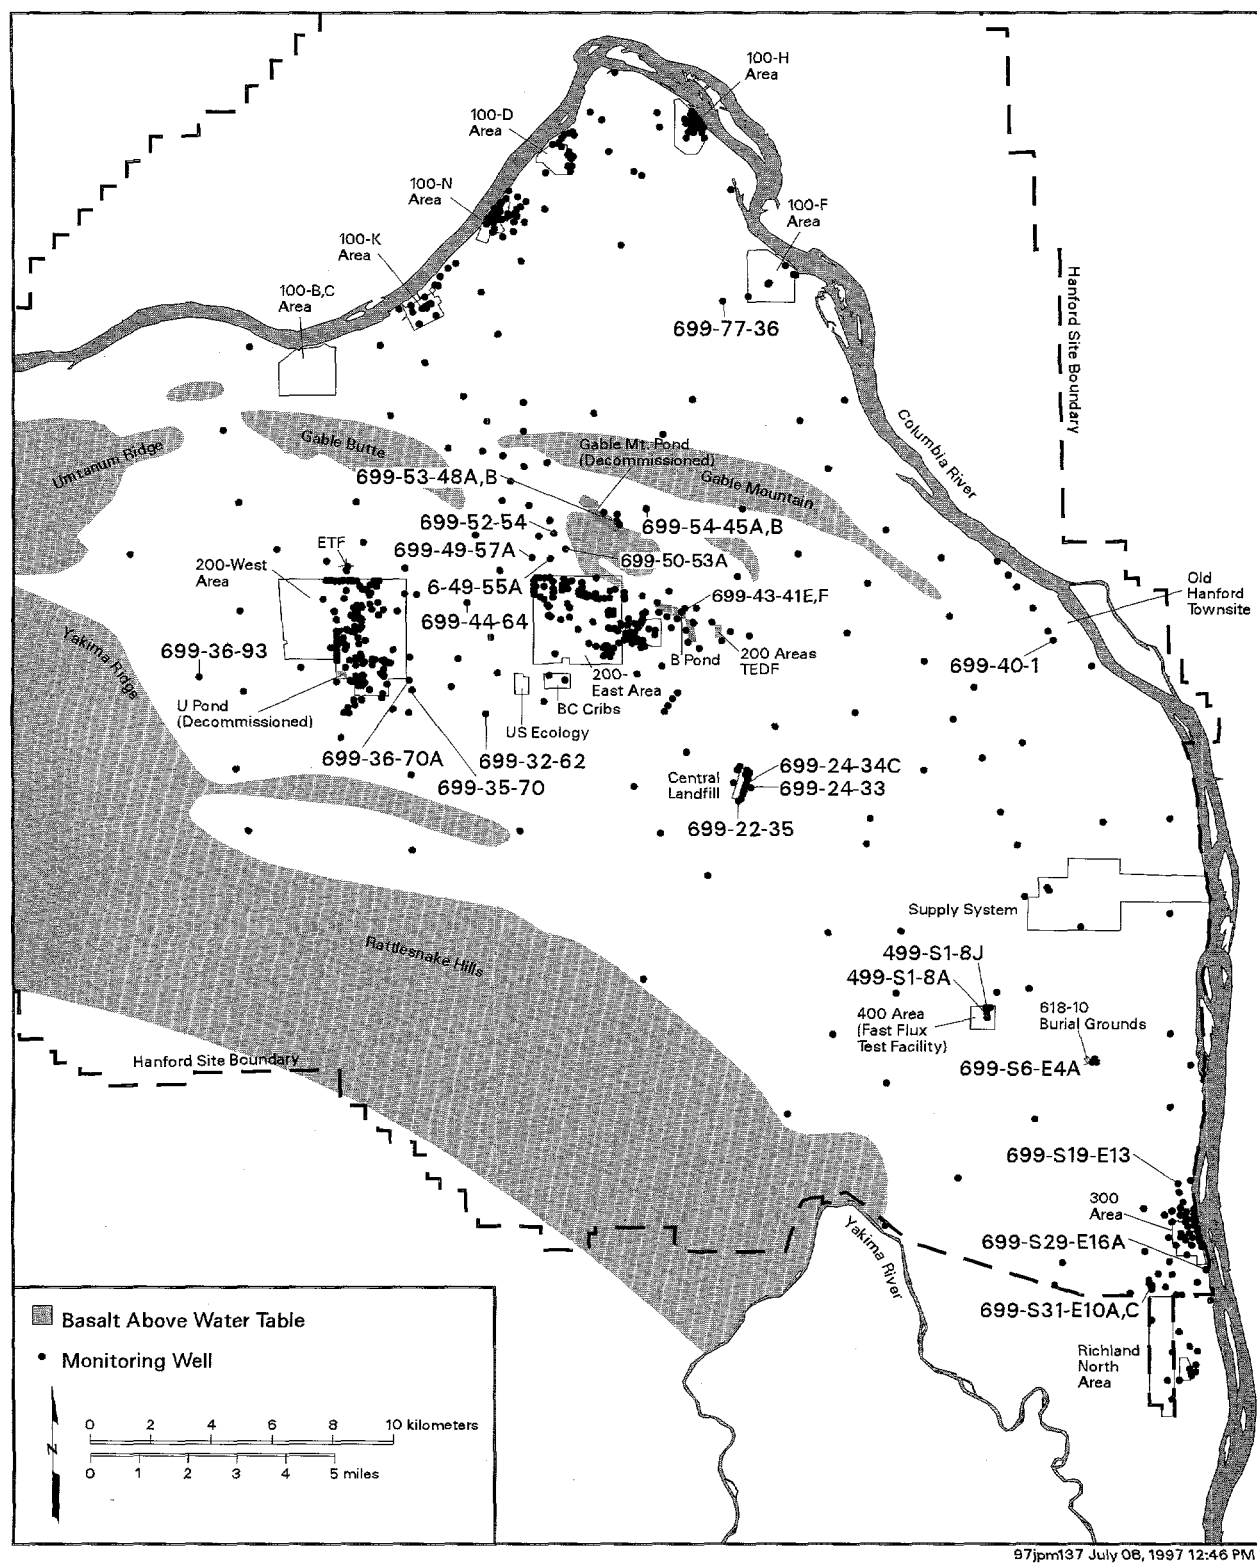 100-H
Area
100-D
Area
100-N
Area
100-F
Area
100-K
Area
100-B,C
Area
699-77-36
Hanford Site Boundary
Columbia River
Umtanum Ridge
Gable Butte
Gable Mt. Pond
(Decommissioned)
Gable Mountain
699-53-48A,B
699-52-54
699-54-45A,B
699-49-57A
699-50-53A
ETF
200-West
Area
6-49-55A
699-43-41E,F
699-44-64
Old
Hanford
Townsite
Yakima Ridge
699-36-93
B Pond
200 Areas
TEDF
699-40-1
200-
East Area
U Pond
(Decommissioned)
BC Cribs
US Ecology
699-36-70A
699-32-62
699-35-70
Central
Landfill
699-24-34C
699-24-33
699-22-35
Supply System
Rattlesnake Hills
499-S1-8J
499-S1-8A
400 Area
(Fast Flux
Test Facility)
618-10
Burial Grounds
Hanford Site Boundary
699-S6-E4A
699-S19-E13
300
Area
699-S29-E16A
Yakima River
699-S31-E10A,C
Richland
North
Area
Basalt Above Water Table
Monitoring Well
N
0 2 4 6 8 10 kilometers
0 1 2 3 4 5 miles
97jpm137 July 08, 1997 12:46 PM